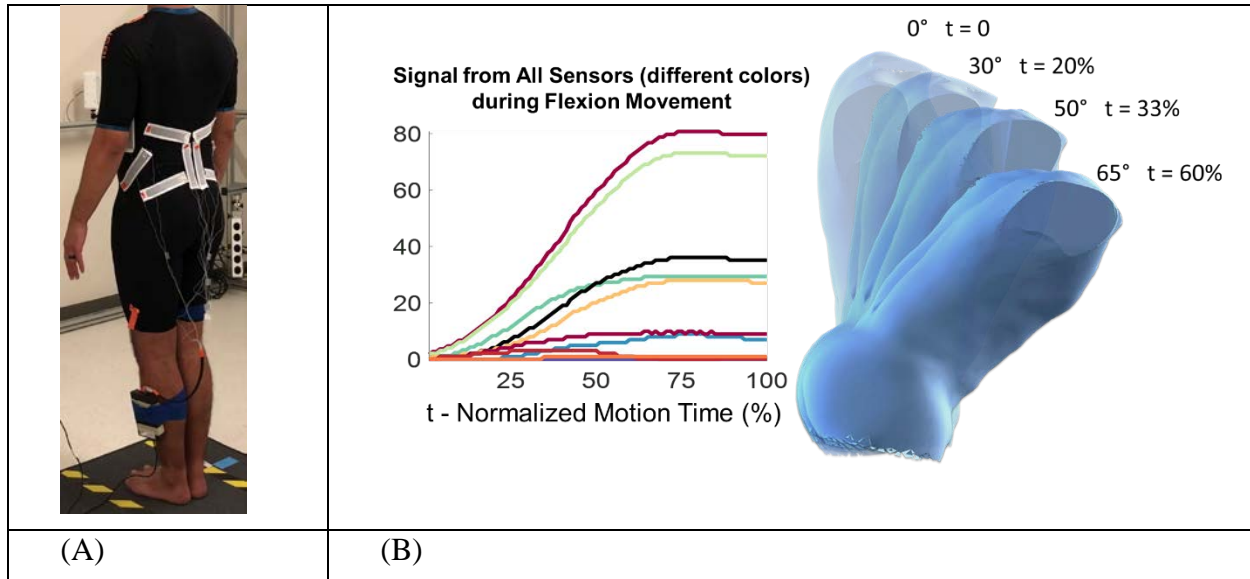 0° t = 0
30° t = 20%
50° t = 33%
65° t = 60%
Signal from All Sensors (different colors)
during Flexion Movement
80
60
40
20
0
25 50 75 100
t - Normalized Motion Time (%)
(A)
(B)